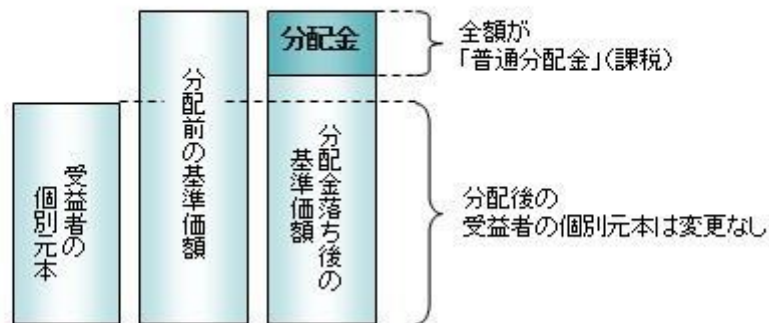 受益者の
個別元本
分配前の基準価額
分配金
分配金落ち後の
基準価額
全額が
「普通分配金」(課税)
分配後の
受益者の個別元本は変更なし